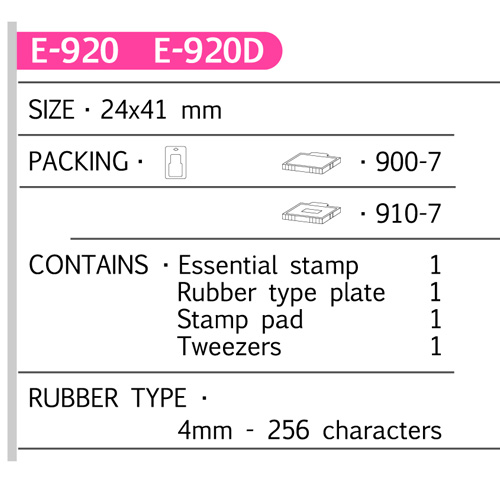 E-920 E-920D
SIZE · 24x41 mm
PACKING · · 900-7
· 910-7
CONTAINS · Essential stamp 1
Rubber type plate 1
Stamp pad 1
Tweezers 1
RUBBER TYPE ·
4mm - 256 characters